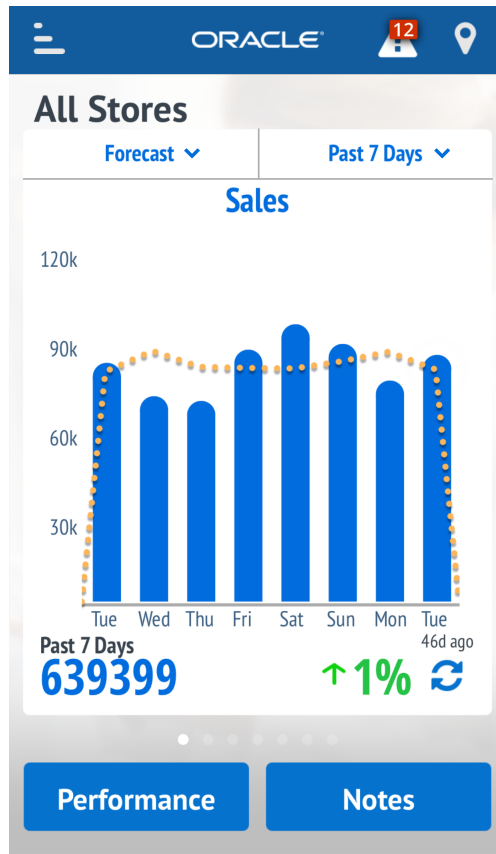 12
ORACLE®
All Stores
Forecast Past 7 Days
Sales
120k
90k
60k
30k
Tue Wed Thu Fri Sat Sun Mon Tue
46d ago
Past 7 Days
639399 1%
Performance Notes